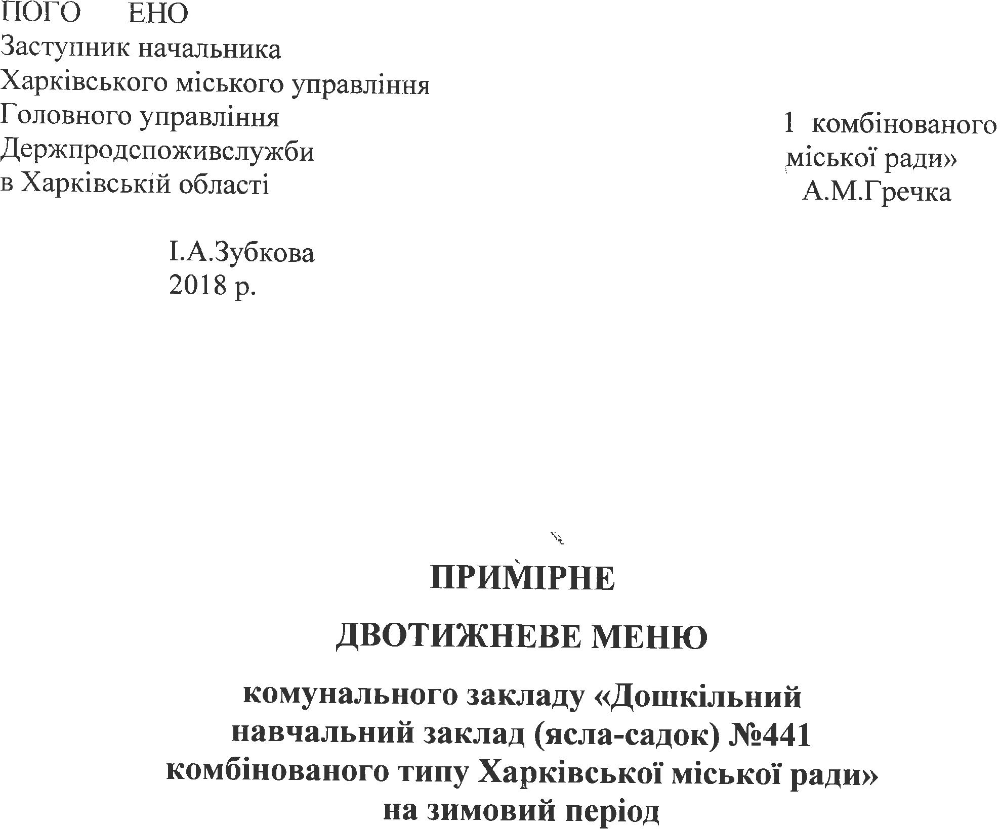 ПОГО ЕНО
Заступник начальника
Харківського міського управління
Головного управління
Держпродспоживслужби
в Харківській області
І.А.Зубкова
2018 р.
1 комбінованого
міської ради»
А.М.Гречка
ПРИМІРНЕ
ДВОТИЖНЕВЕ МЕНЮ
комунального закладу «Дошкільний
навчальний заклад (ясла-садок) №441
комбінованого типу Харківської міської ради»
на зимовий період